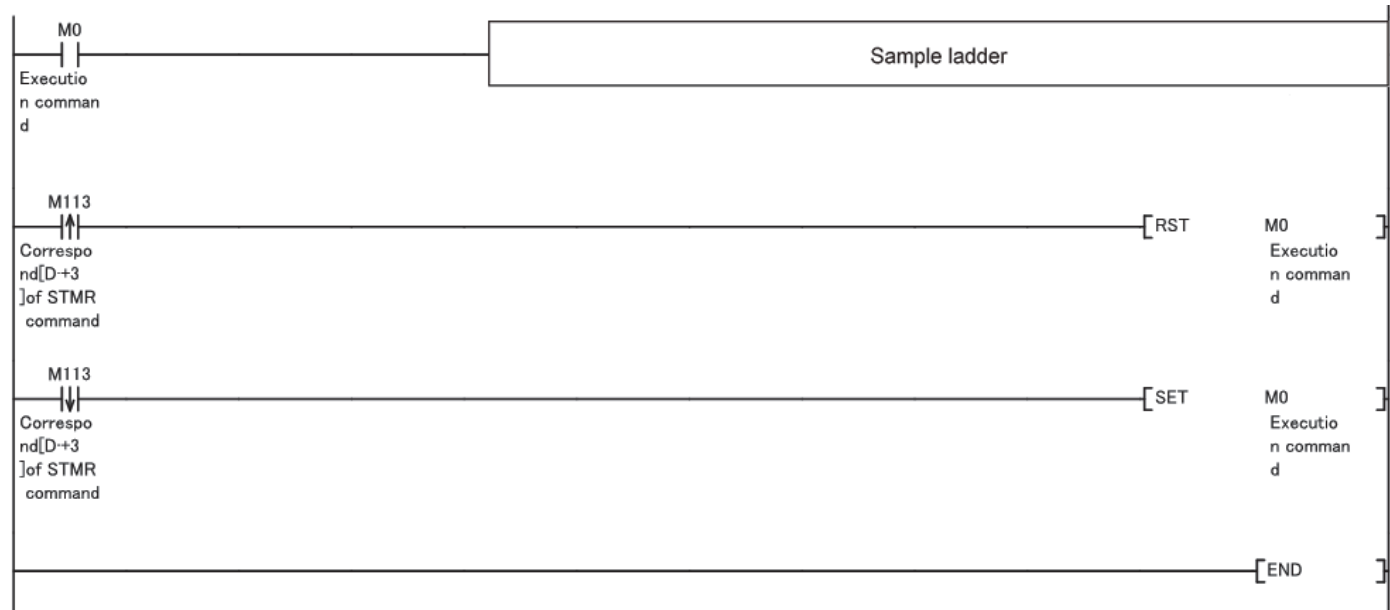 M0
Sample ladder
Executio
n comman
d
M113
[RST M0 ]
Correspo
nd[D-+3
]of STMR
command
Executio
n comman
d
M113
[SET M0 ]
Correspo
nd[D-+3
]of STMR
command
Executio
n comman
d
[END ]